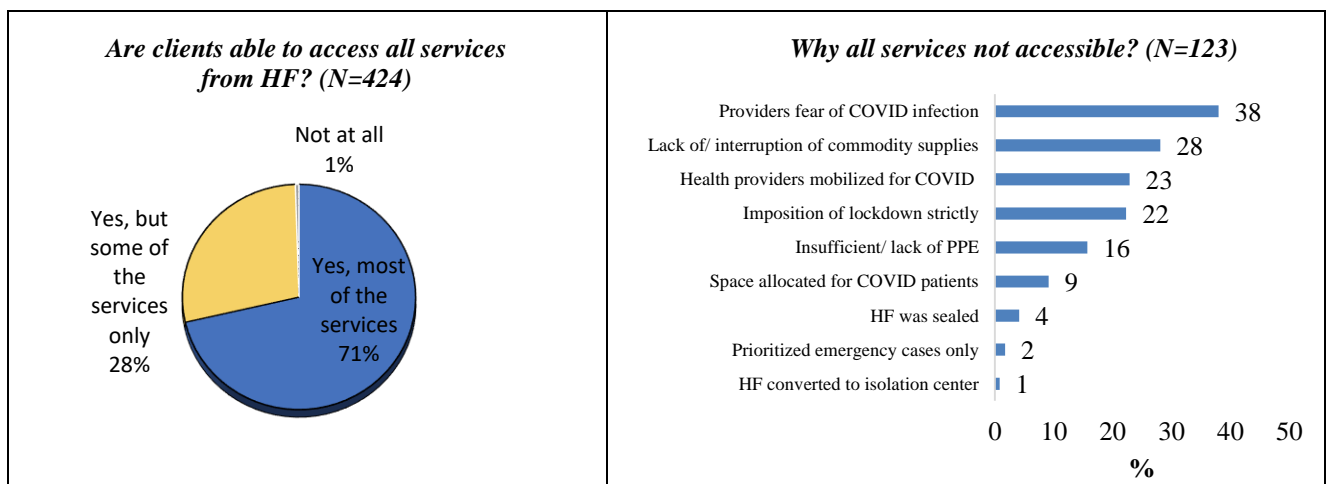 Are clients able to access all services
from HF? (N=424)
Not at all
1%
Yes, but
some of
the
services
only
28%
Yes, most
of the
services
71%
Why all services not accessible? (N=123)
Providers fear of COVID infection 38
Lack of/ interruption of commodity supplies 28
Health providers mobilized for COVID 23
Imposition of lockdown strictly 22
Insufficient/ lack of PPE 16
Space allocated for COVID patients 9
HF was sealed 4
Prioritized emergency cases only 2
HF converted to isolation center 1
0 10 20 30 40 50
%